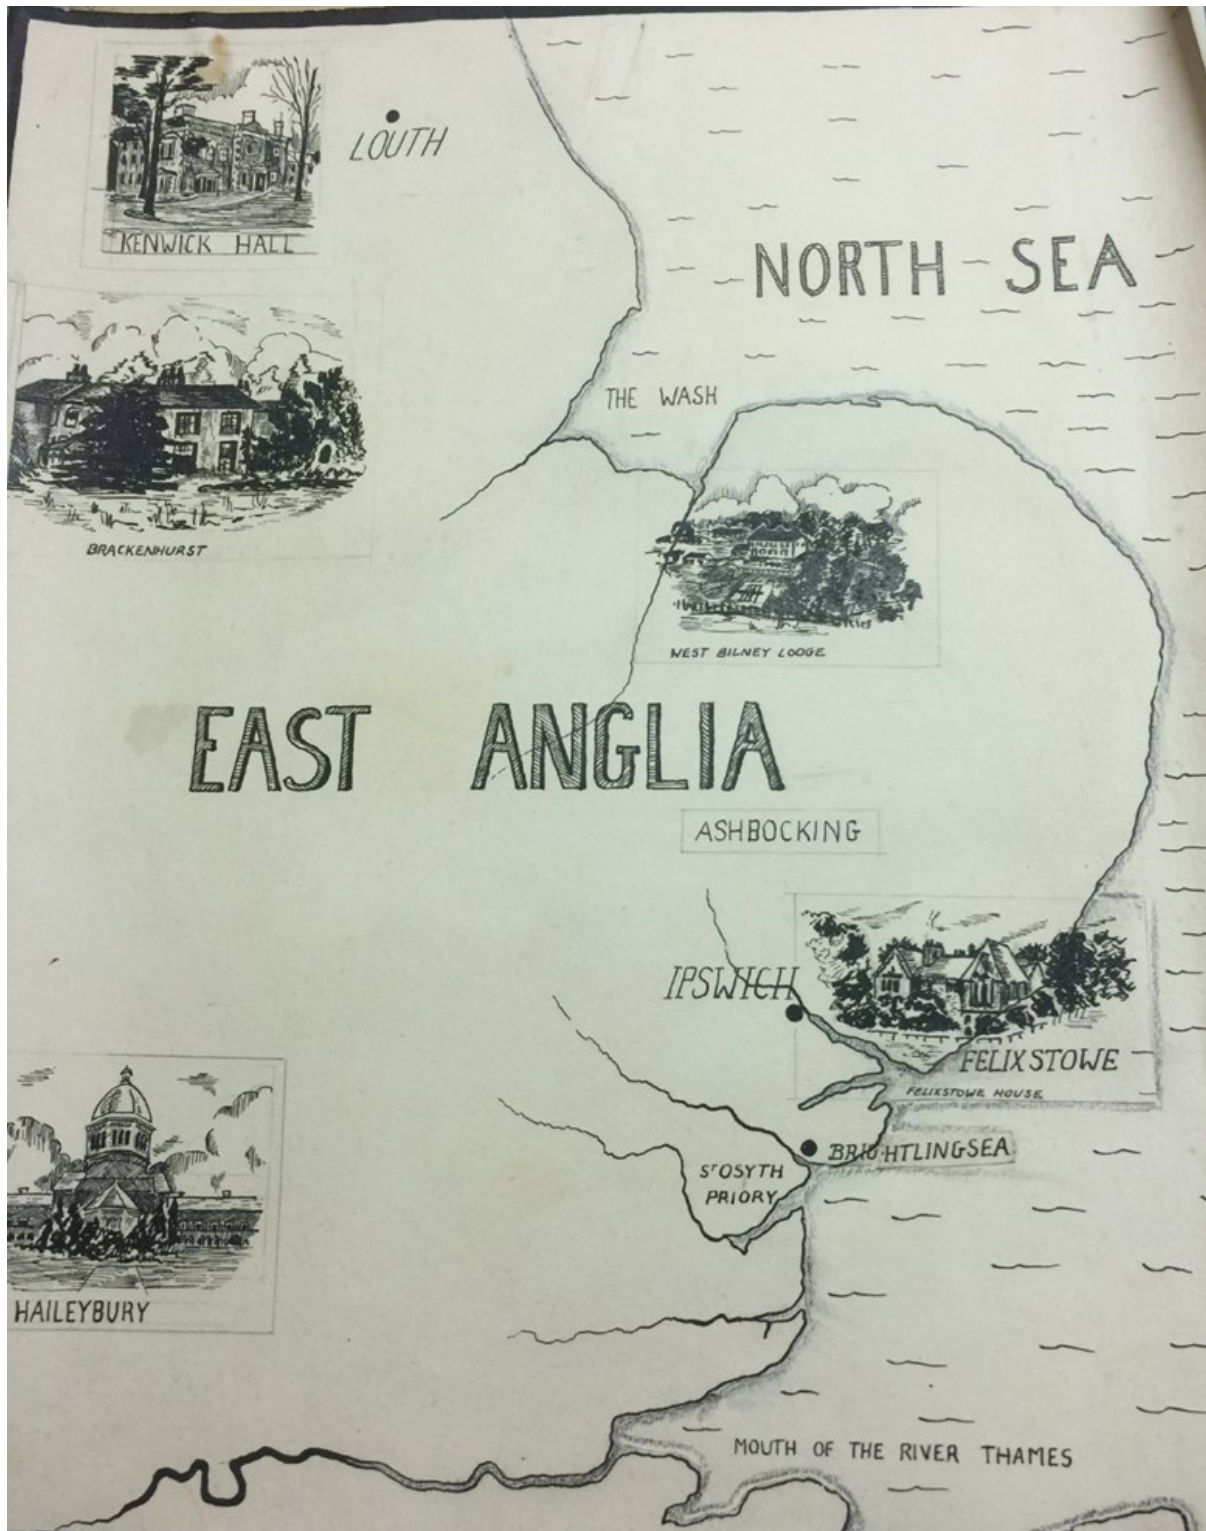 LOUTH
KENWICK HALL
NORTH SEA
THE WASH
BRACKENHURST
WEST BILNEY LODGE
EAST ANGLIA
ASHBOCKING
IPSWICH
FELIXSTOWE
FELIXSTOWE HOUSE
BRIGHTLINGSEA
ST OSYTH
PRIORY
HAILEYBURY
MOUTH OF THE RIVER THAMES